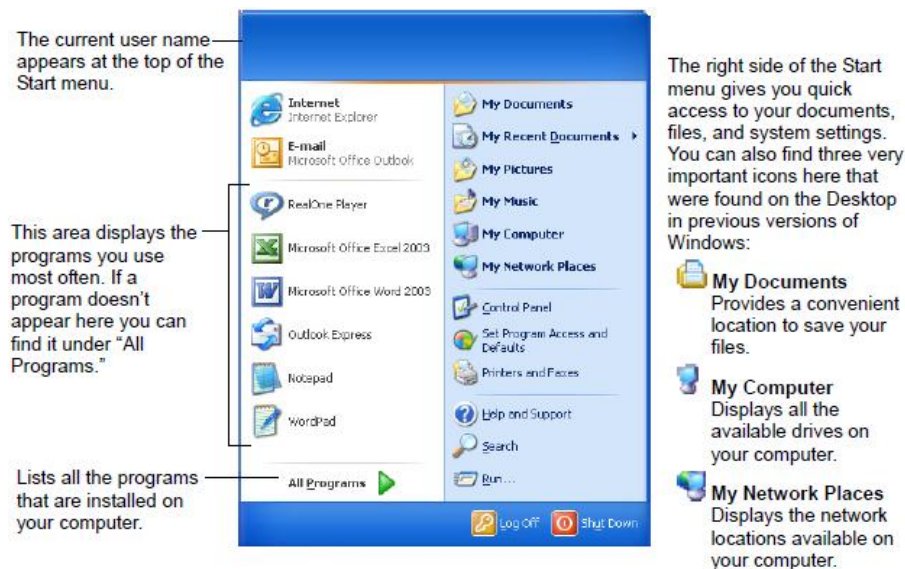 The current user name
appears at the top of the
Start menu.
This area displays the
programs you use
most often. If a
program doesn't
appear here you can
find it under “All
Programs.”
Lists all the programs
that are installed on
your computer.
Internet
Internet Explorer
E-mail
Microsoft Office Outlook
RealOne Player
Microsoft Office Excel 2003
Microsoft Office Word 2003
Outlook Express
Notepad
WordPad
All Programs
My Documents
My Recent Documents
My Pictures
My Music
My Computer
My Network Places
Control Panel
Set Program Access and
Defaults
Printers and Faxes
Help and Support
Search
Run...
Log Off
Shut Down
The right side of the Start
menu gives you quick
access to your documents,
files, and system settings.
You can also find three very
important icons here that
were found on the Desktop
in previous versions of
Windows:
My Documents
Provides a convenient
location to save your
files.
My Computer
Displays all the
available drives on
your computer.
My Network Places
Displays the network
locations available on
your computer.